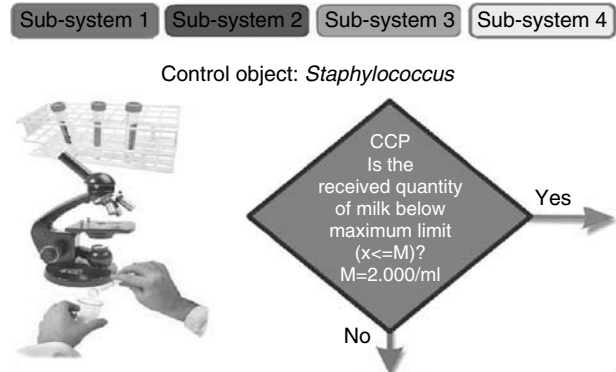 Sub-system 1 Sub-system 2 Sub-system 3 Sub-system 4
Control object: Staphylococcus
CCP
Is the
received quantity
of milk below
maximum limit
(x<=M)?
M=2.000/ml
Yes
No